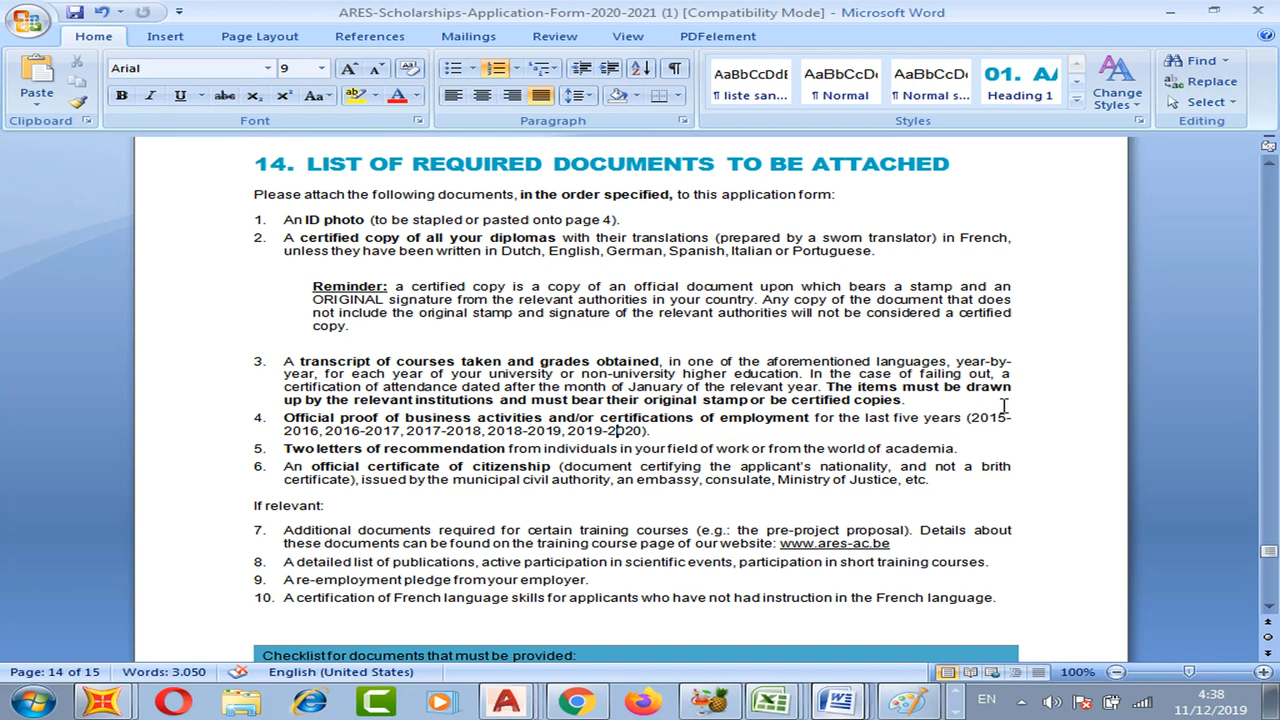 ARES-Scholarships-Application-Form-2020-2021 (1) [Compatibility Mode] - Microsoft Word
Home Insert Page Layout References Mailings Review View PDFelement
Arial 9
Paste
AaBbCcDdE AaBbCcDc AaBbCcDc 01. AA
¶ liste san... ¶ Normal ¶ Normal s... Heading 1
Change Styles
Find
Replace
Select
Clipboard Font Paragraph Styles Editing
14. LIST OF REQUIRED DOCUMENTS TO BE ATTACHED
Please attach the following documents, in the order specified, to this application form:
1. An ID photo (to be stapled or pasted onto page 4).
2. A certified copy of all your diplomas with their translations (prepared by a sworn translator) in French,
unless they have been written in Dutch, English, German, Spanish, Italian or Portuguese.
Reminder: a certified copy is a copy of an official document upon which bears a stamp and an
ORIGINAL signature from the relevant authorities in your country. Any copy of the document that does
not include the original stamp and signature of the relevant authorities will not be considered a certified
copy.
3. A transcript of courses taken and grades obtained, in one of the aforementioned languages, year-by-
year, for each year of your university or non-university higher education. In the case of failing out, a
certification of attendance dated after the month of January of the relevant year. The items must be drawn
up by the relevant institutions and must bear their original stamp or be certified copies.
4. Official proof of business activities and/or certifications of employment for the last five years (2015-
2016, 2016-2017, 2017-2018, 2018-2019, 2019-2020).
5. Two letters of recommendation from individuals in your field of work or from the world of academia.
6. An official certificate of citizenship (document certifying the applicant's nationality, and not a brith
certificate), issued by the municipal civil authority, an embassy, consulate, Ministry of Justice, etc.
If relevant:
7. Additional documents required for certain training courses (e.g.: the pre-project proposal). Details about
these documents can be found on the training course page of our website: www.ares-ac.be
8. A detailed list of publications, active participation in scientific events, participation in short training courses.
9. A re-employment pledge from your employer.
10. A certification of French language skills for applicants who have not had instruction in the French language.
Checklist for documents that must be provided:
Page: 14 of 15 Words: 3.050 English (United States) 100%
EN 4:38
11/12/2019